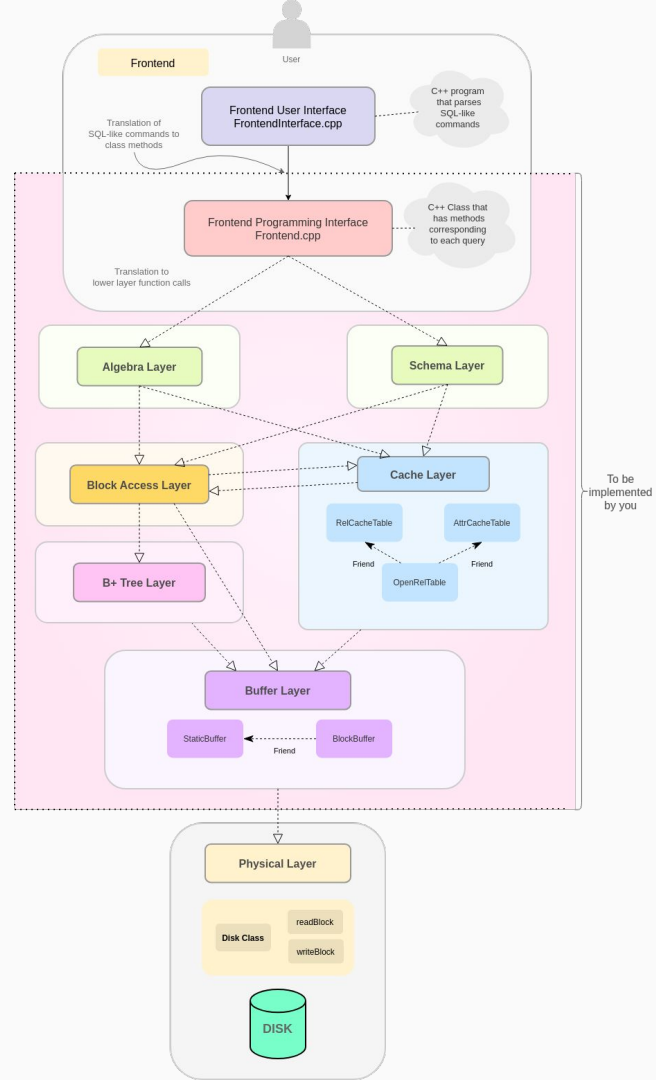 User
Frontend
Frontend User Interface
FrontendInterface.cpp
C++ program
that parses
SQL-like
commands
Translation of
SQL-like commands to
class methods
Frontend Programming Interface
Frontend.cpp
C++ Class that
has methods
corresponding
to each query
Translation to
lower layer function calls
Algebra Layer
Schema Layer
Block Access Layer
Cache Layer
To be
implemented
by you
RelCacheTable
AttrCacheTable
Friend
Friend
OpenRelTable
B+ Tree Layer
Buffer Layer
StaticBuffer
BlockBuffer
Friend
Physical Layer
Disk Class
readBlock
writeBlock
DISK